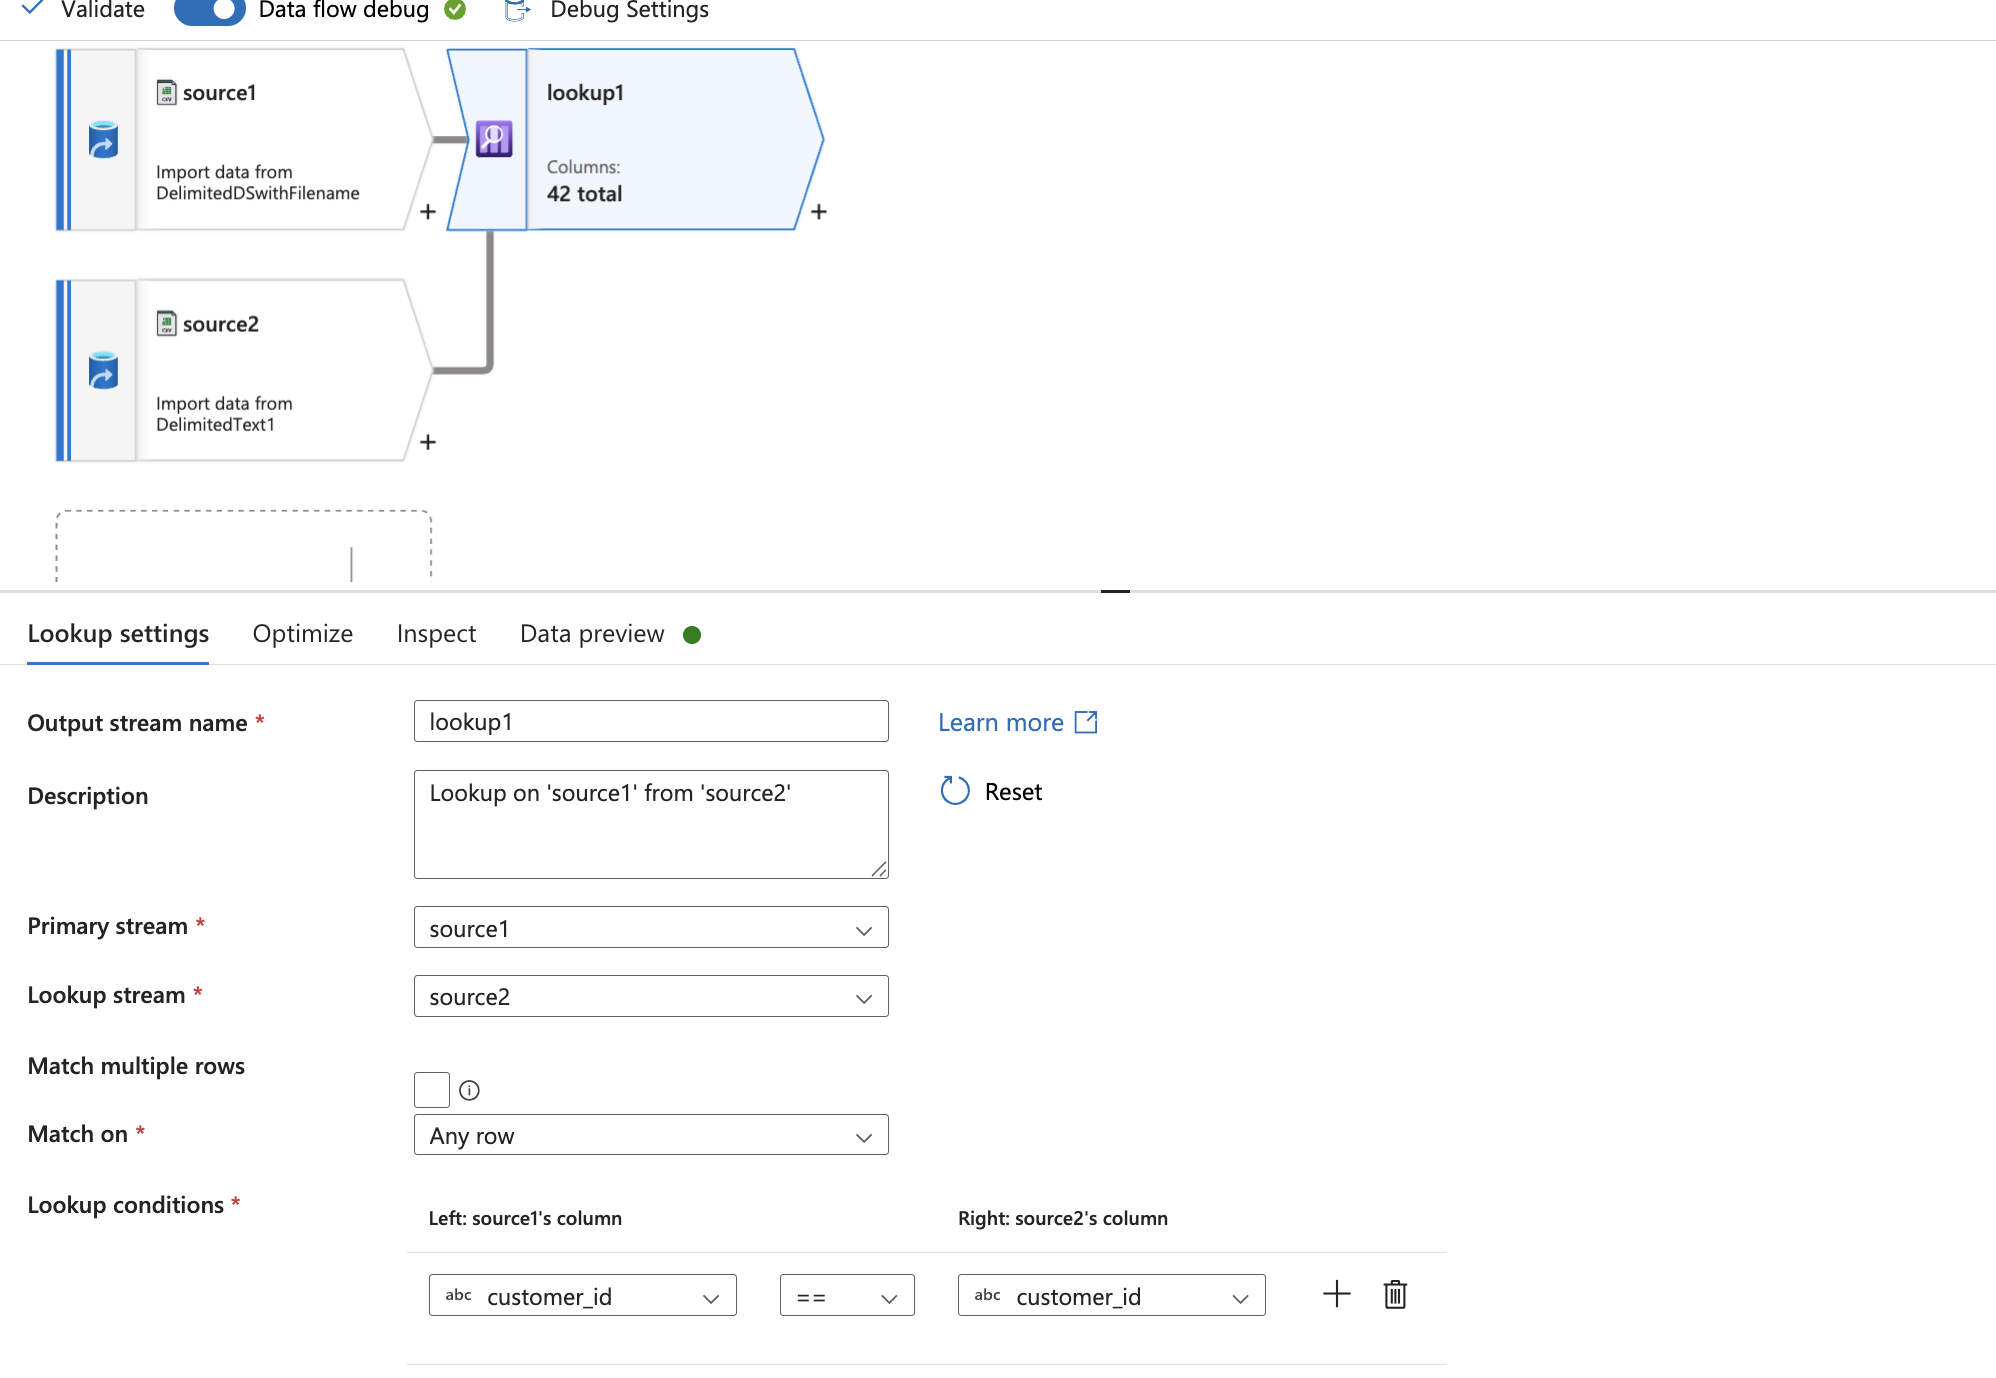 Validate Data flow debug Debug Settings
source1
Import data from
DelimitedDSwithFilename
+
lookup1
Columns:
42 total
+
source2
Import data from
DelimitedText1
+
Lookup settings Optimize Inspect Data preview
Output stream name * lookup1 Learn more
Description Lookup on 'source1' from 'source2' Reset
Primary stream * source1
Lookup stream * source2
Match multiple rows
Match on * Any row
Lookup conditions *
Left: source1's column Right: source2's column
abc customer_id == abc customer_id